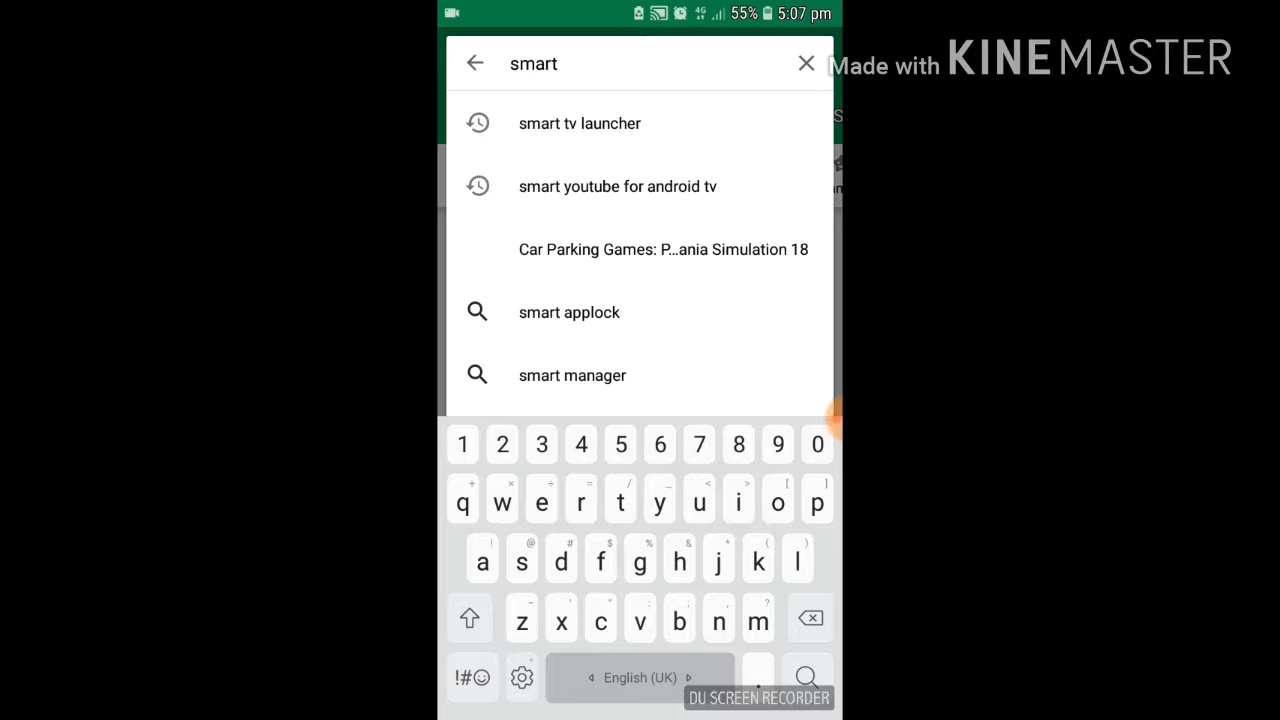 4G 55% 5:07 pm
smart
Made with KINEMASTER
smart tv launcher
smart youtube for android tv
Car Parking Games: P...ania Simulation 18
smart applock
smart manager
1 2 3 4 5 6 7 8 9 0
+ × ÷ = / _ < > [ ]
q w e r t y u i o p
! @ # $ % & * ( )
a s d f g h j k l
- ' " : ; , ?
z x c v b n m
!#☺ English (UK) .
DU SCREEN RECORDER